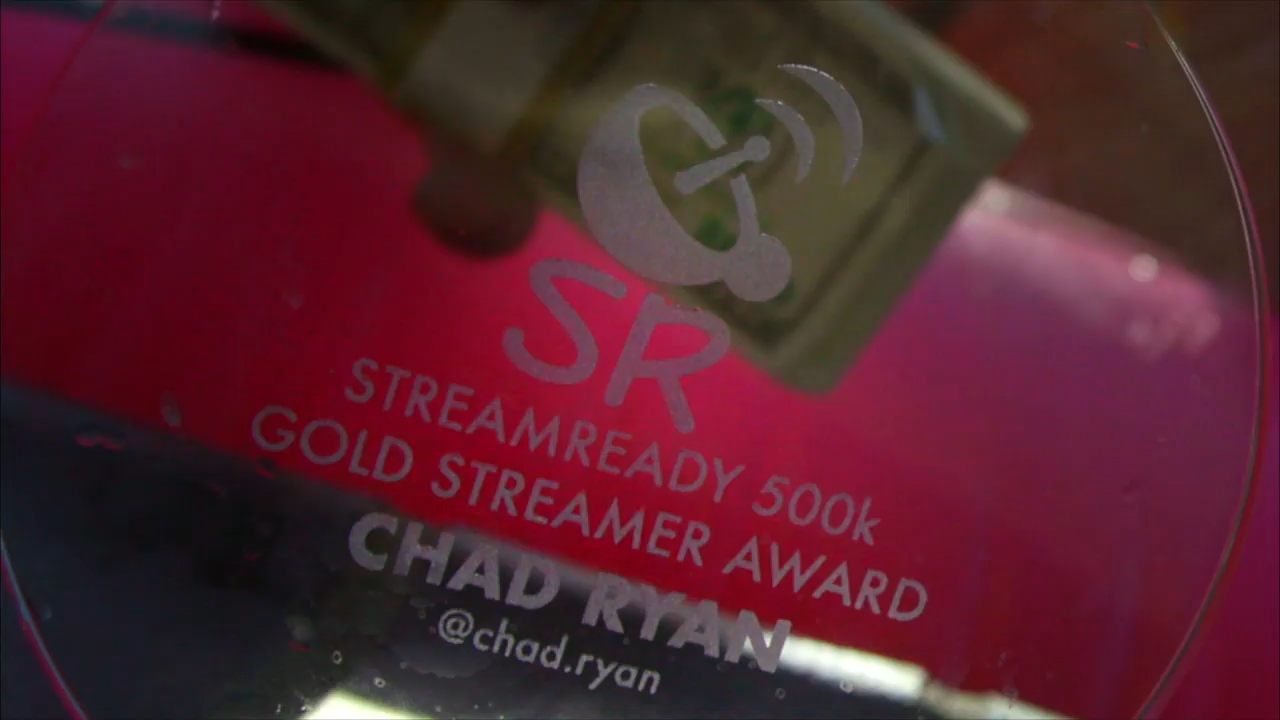 SR
STREAMREADY 500k
GOLD STREAMER AWARD
CHAD RYAN
@chad.ryan